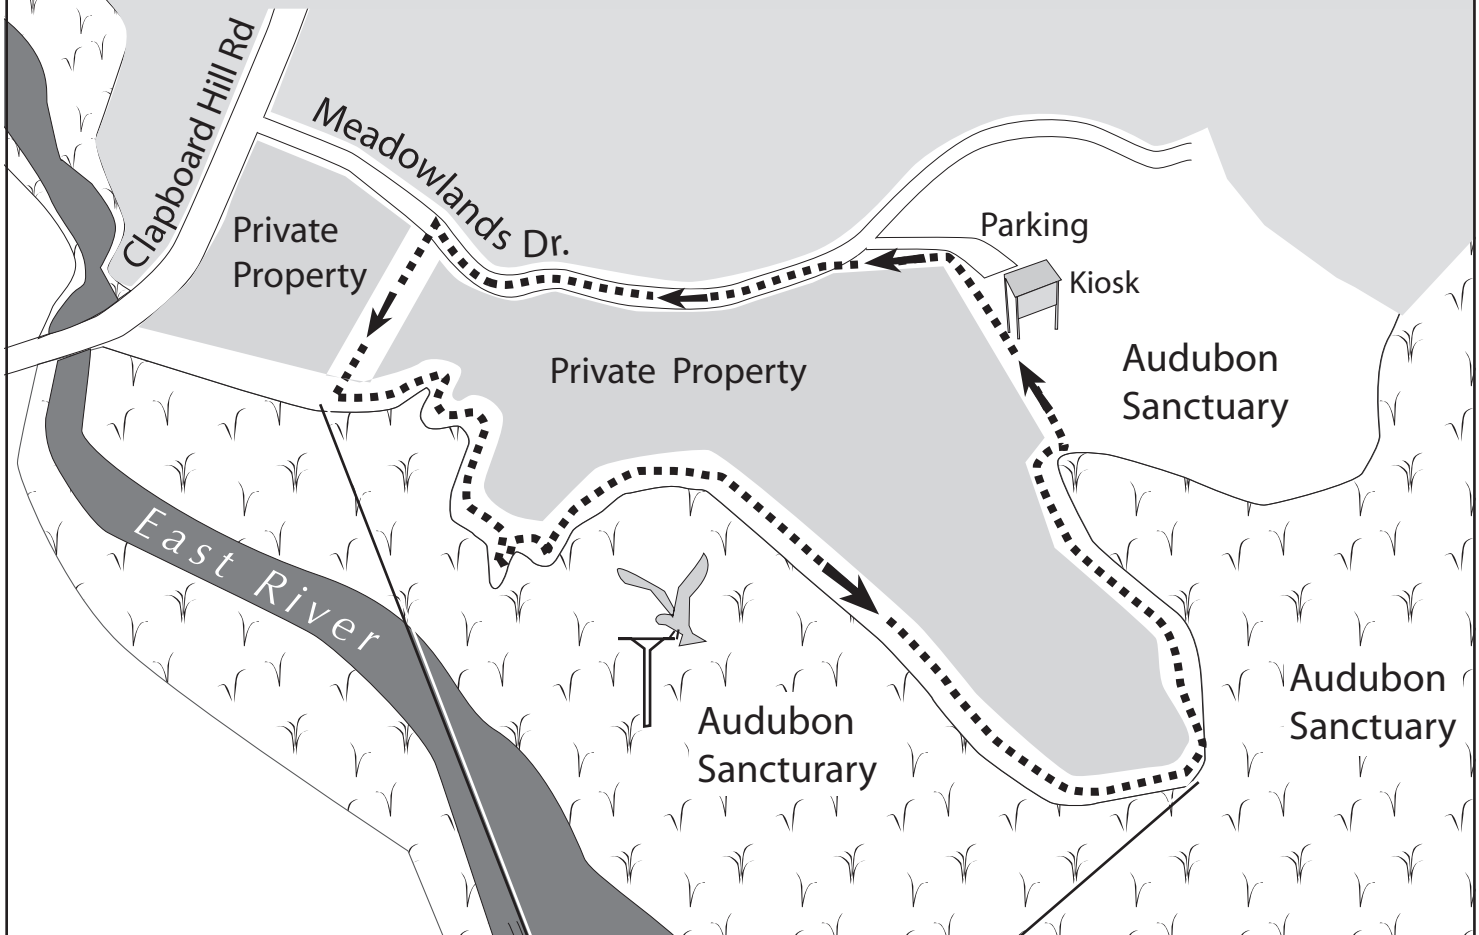 Clapboard Hill Rd
Meadowlands Dr.
Private
Property
Parking
Kiosk
Private Property
Audubon
Sanctuary
East River
Audubon
Sancturary
Audubon
Sanctuary